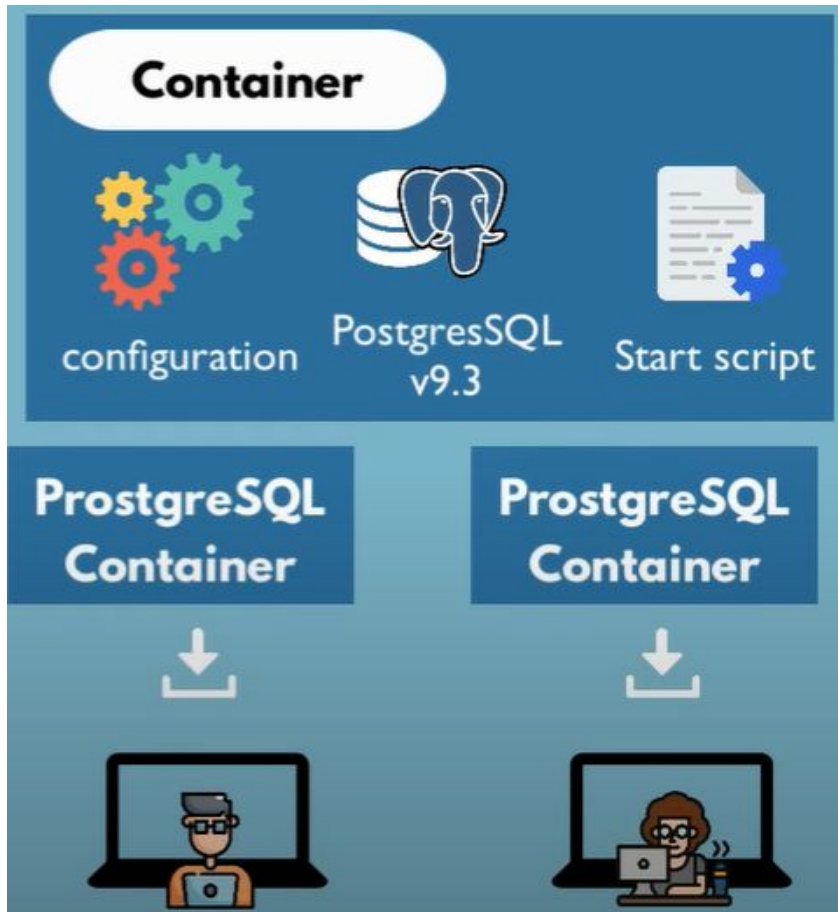 Container
configuration
PostgresSQL
v9.3
Start script
ProstgreSQL
Container
ProstgreSQL
Container